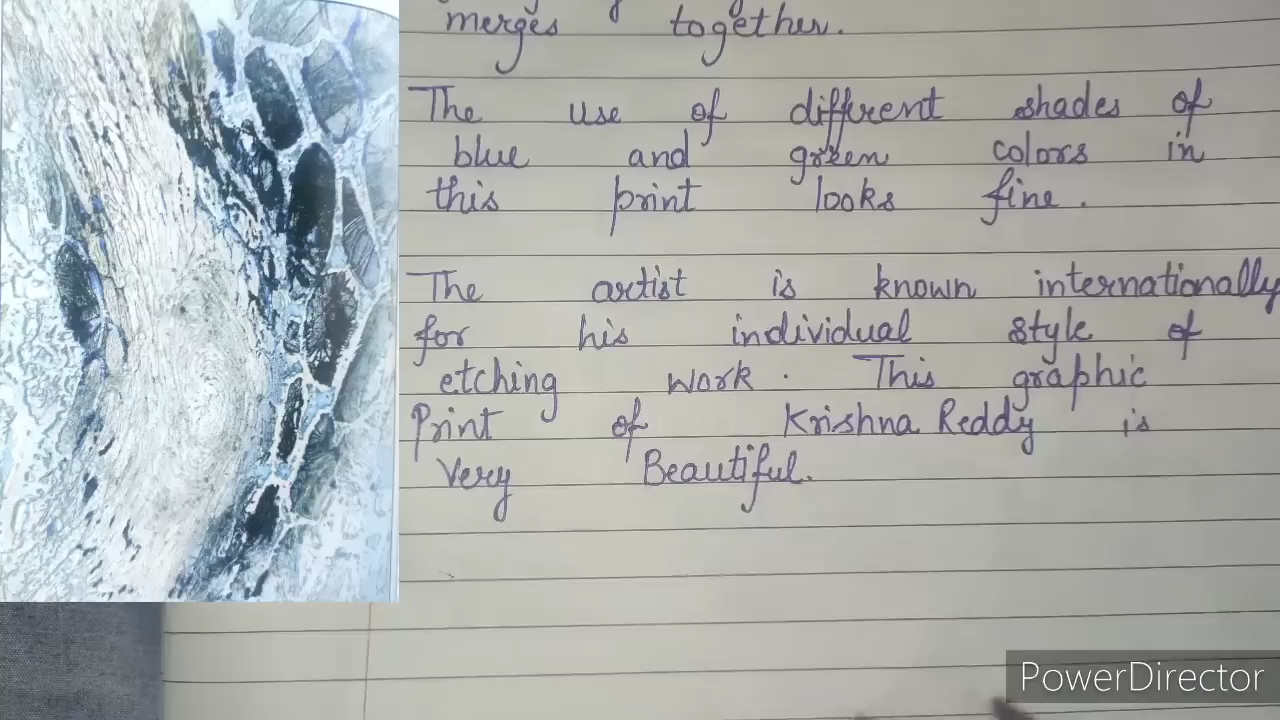 merges together.
The use of different shades of
blue and green colors in
this print looks fine.
The artist is known internationally
for his individual style of
etching work. This graphic
Print of Krishna Reddy is
Very Beautiful.
PowerDirector